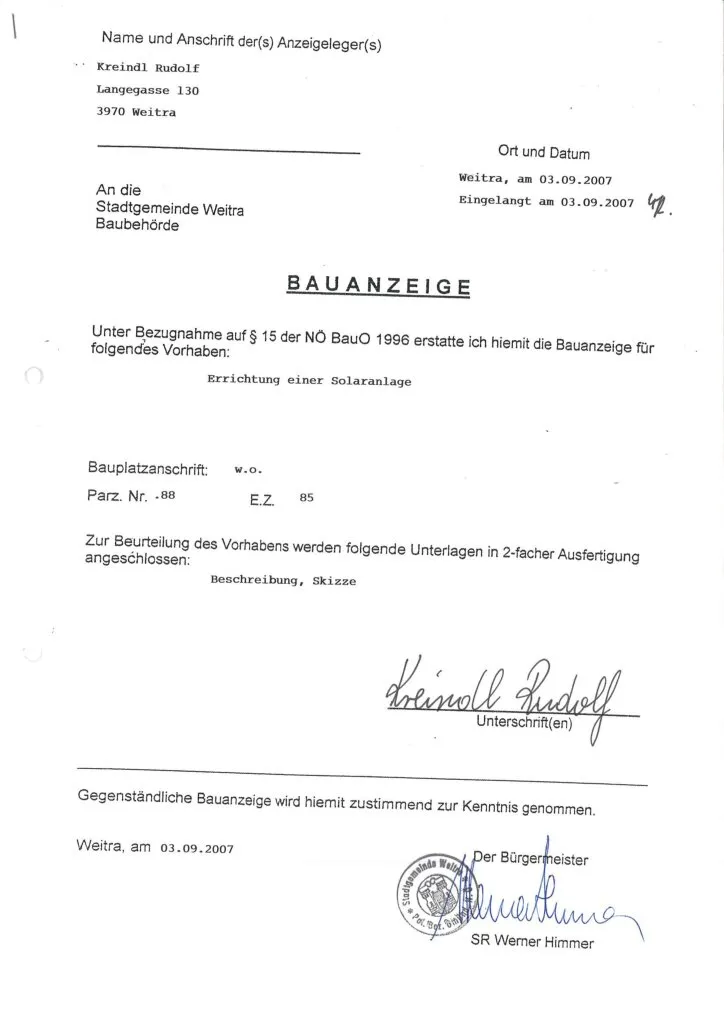 Name und Anschrift der(s) Anzeigeleger(s)
Kreindl Rudolf
Langegasse 130
3970 Weitra
Ort und Datum
Weitra, am 03.09.2007
Eingelangt am 03.09.2007
An die
Stadtgemeinde Weitra
Baubehörde
BAUANZEIGE
Unter Bezugnahme auf § 15 der NÖ BauO 1996 erstatte ich hiemit die Bauanzeige für
folgendes Vorhaben:
Errichtung einer Solaranlage
Bauplatzanschrift: w.o.
Parz. Nr. .88 E.Z. 85
Zur Beurteilung des Vorhabens werden folgende Unterlagen in 2-facher Ausfertigung
angeschlossen:
Beschreibung, Skizze
Kreindl Rudolf
Unterschrift(en)
Gegenständliche Bauanzeige wird hiemit zustimmend zur Kenntnis genommen.
Weitra, am 03.09.2007
Der Bürgermeister
Stadtgemeinde Weitra
SR Werner Himmer